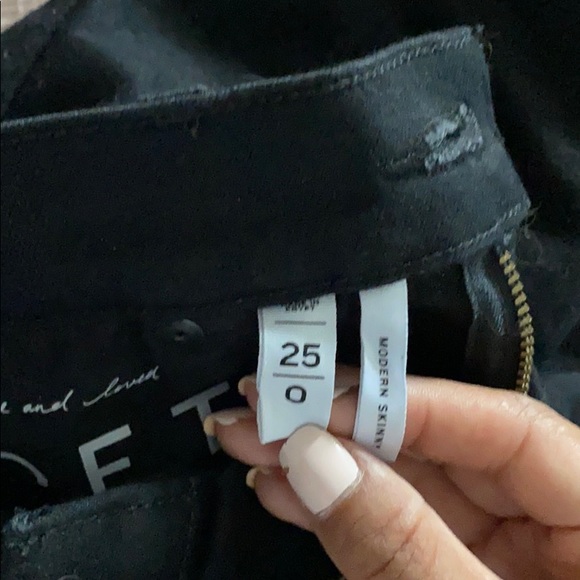 25
0
MODERN SKINNY
and loved
F T